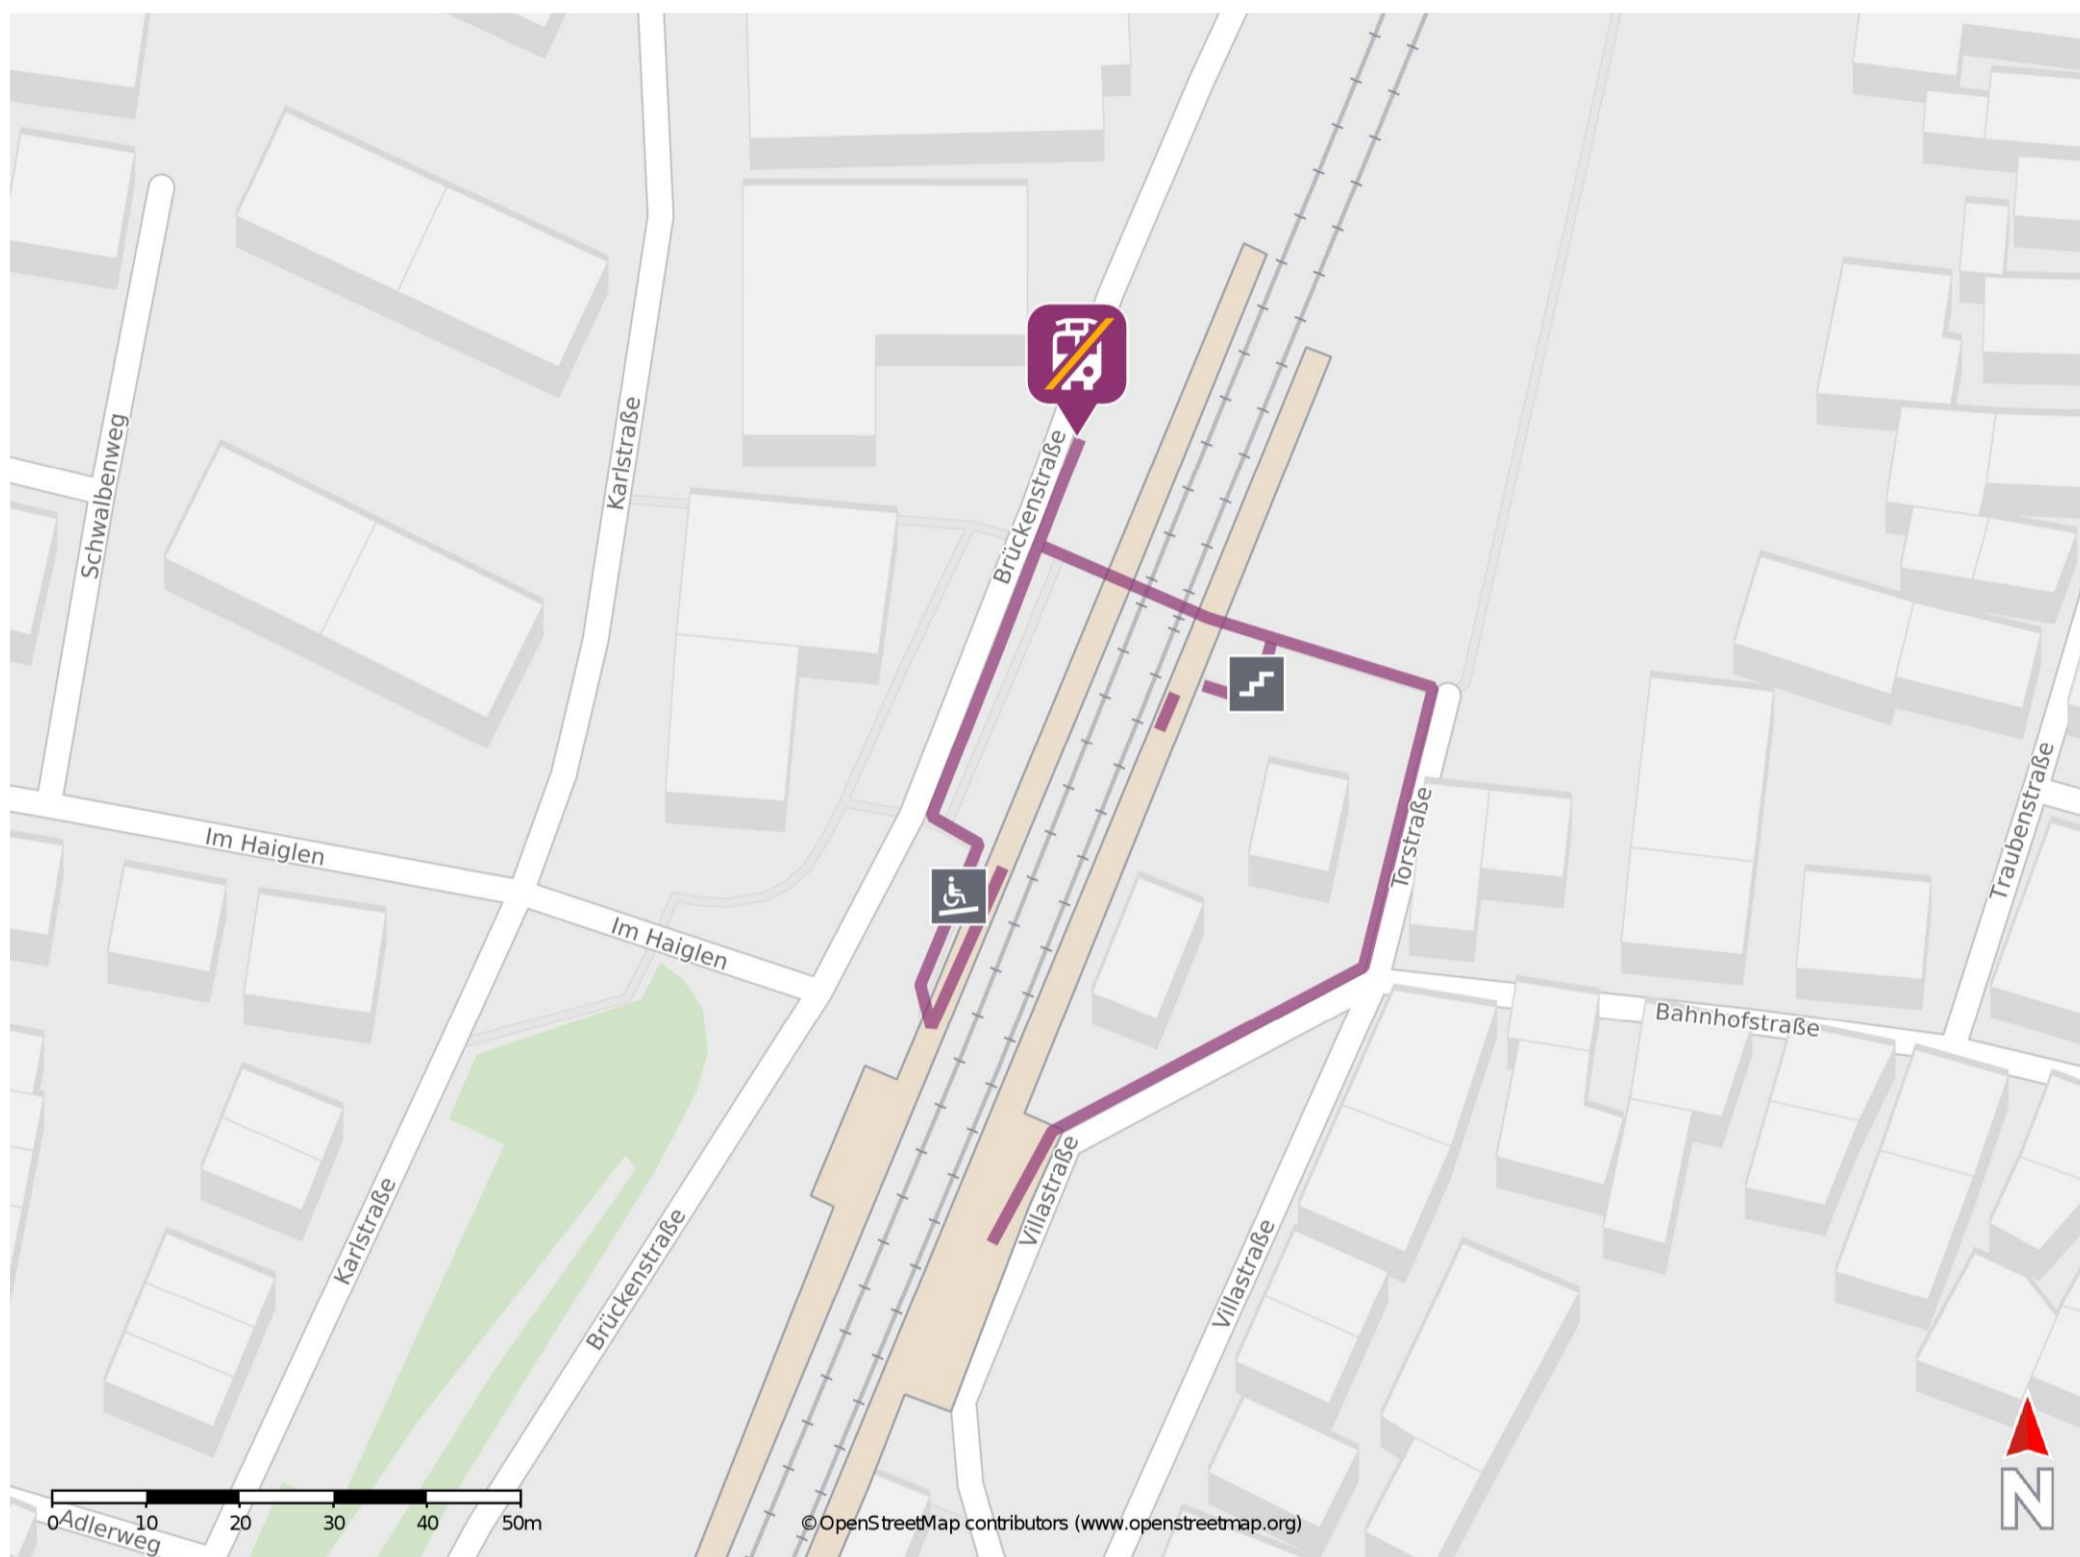 Karlstraße
Schwalbenweg
Brückenstraße
Im Haiglen
Im Haiglen
Torstraße
Traubenstraße
Bahnhofstraße
Villastraße
Karlstraße
Brückenstraße
Villastraße
0 10 20 30 40 50m
Adlerweg
© OpenStreetMap contributors (www.openstreetmap.org)
N